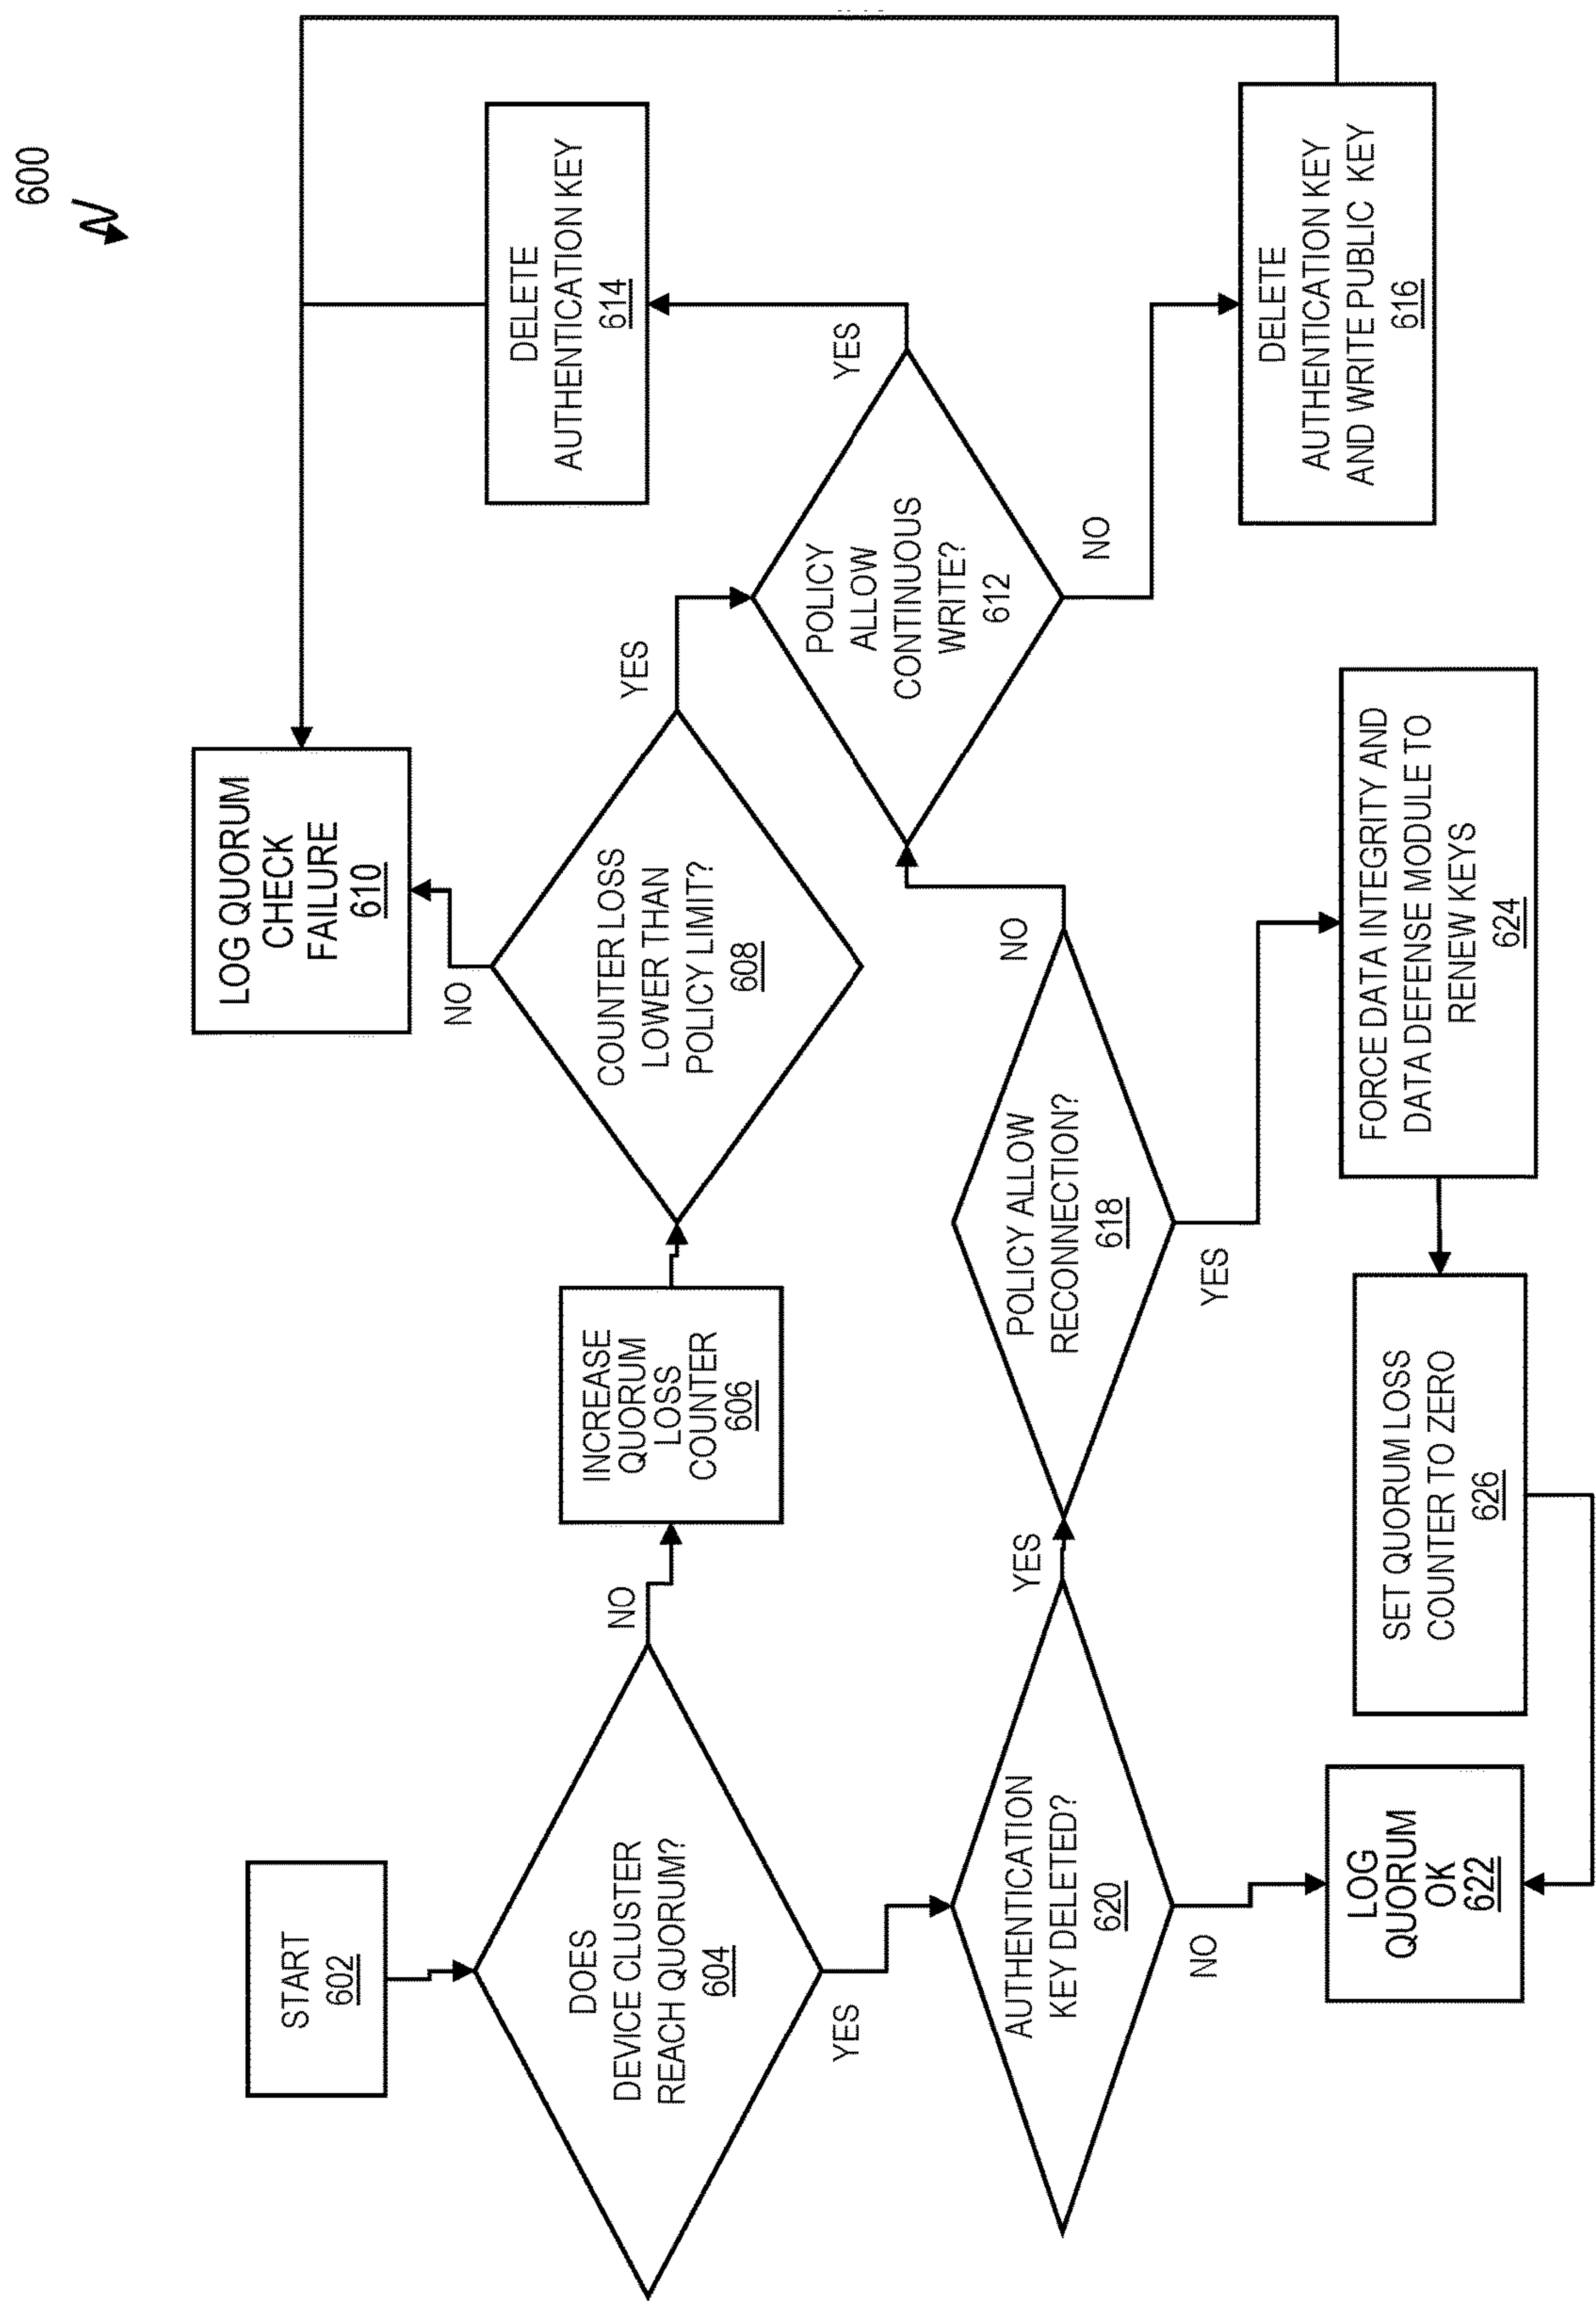 600
START
602
DOES
DEVICE CLUSTER
REACH QUORUM?
604
NO
YES
INCREASE
QUORUM
LOSS
COUNTER
606
COUNTER LOSS
LOWER THAN
POLICY LIMIT?
608
NO
YES
LOG QUORUM
CHECK
FAILURE
610
POLICY
ALLOW
CONTINUOUS
WRITE?
612
YES
NO
DELETE
AUTHENTICATION KEY
614
DELETE
AUTHENTICATION KEY
AND WRITE PUBLIC KEY
616
AUTHENTICATION
KEY DELETED?
620
YES
NO
POLICY ALLOW
RECONNECTION?
618
NO
YES
LOG
QUORUM
OK
622
FORCE DATA INTEGRITY AND
DATA DEFENSE MODULE TO
RENEW KEYS
624
SET QUORUM LOSS
COUNTER TO ZERO
626